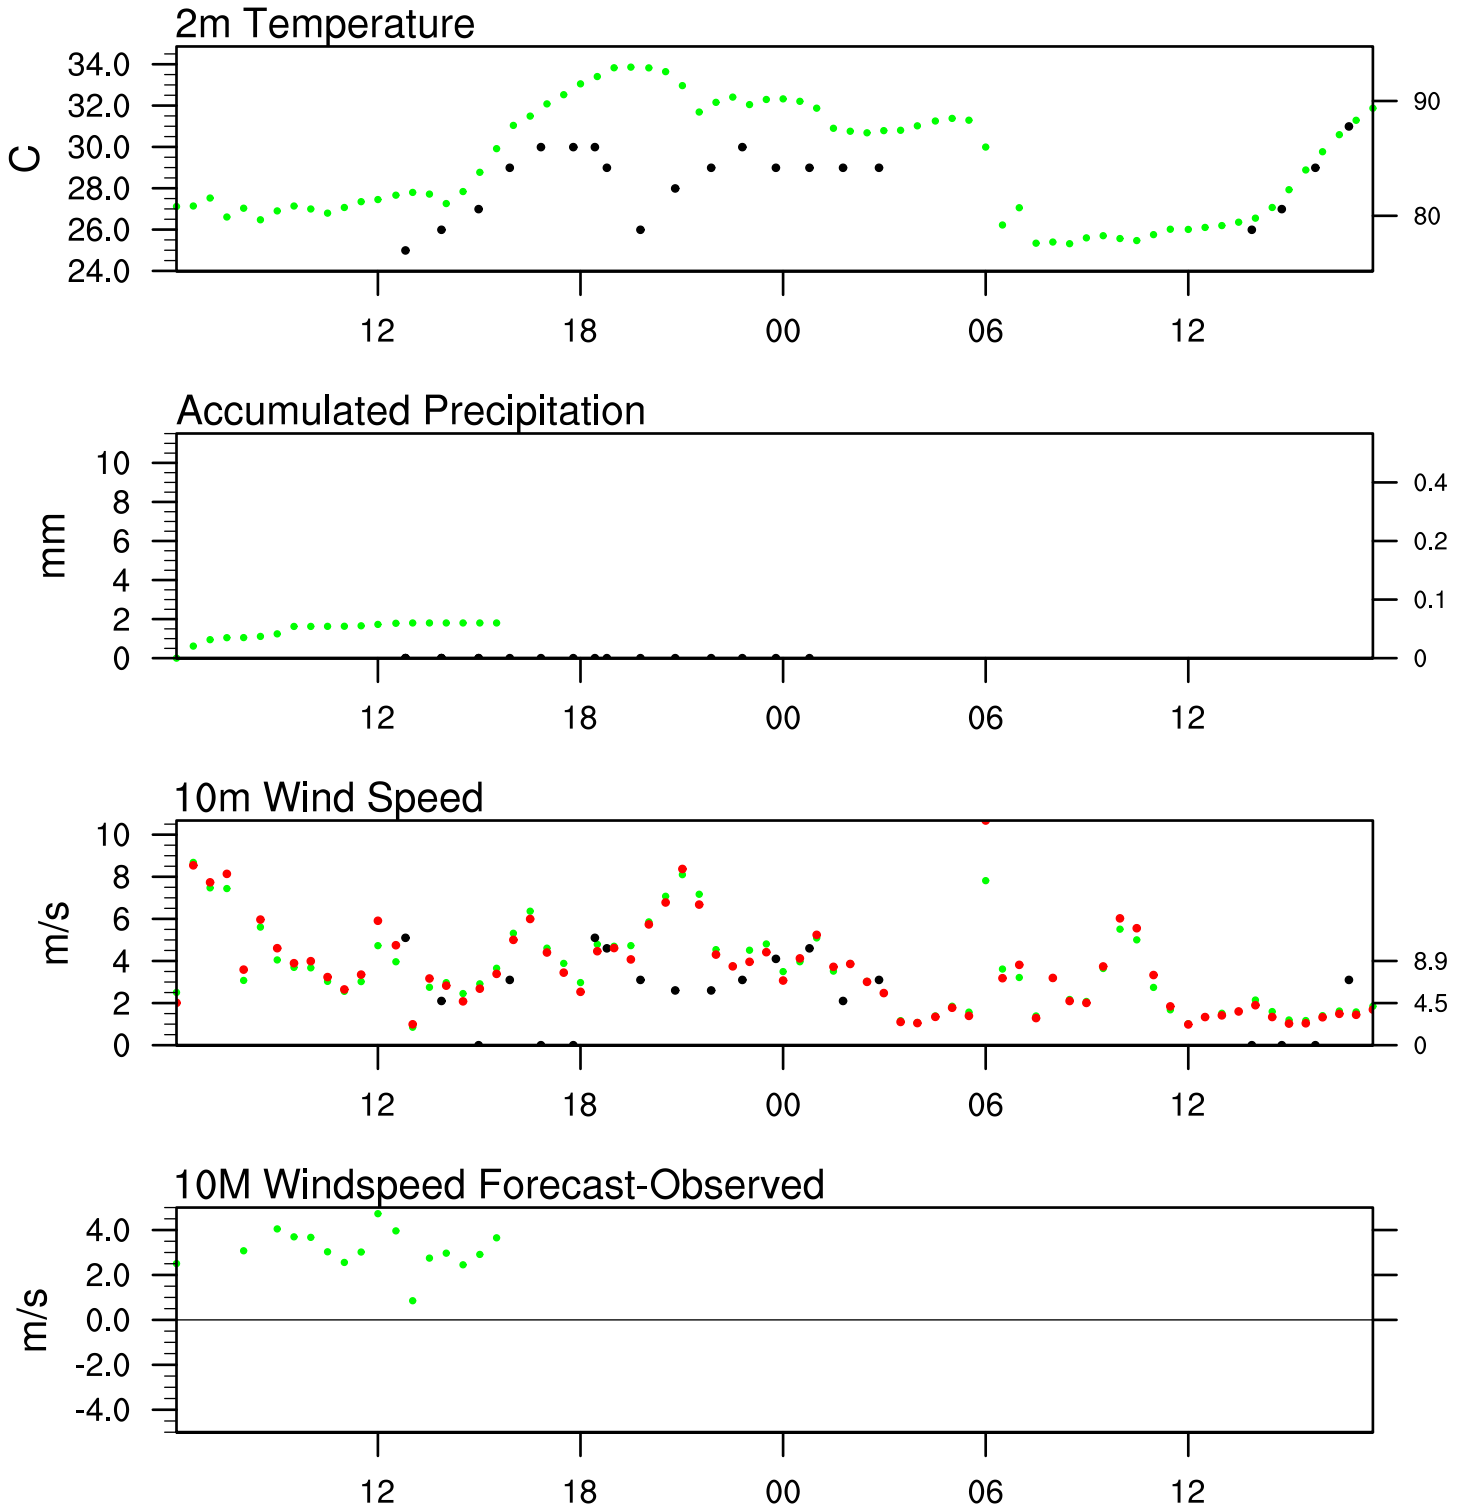 2m Temperature
34.0
32.0
30.0
28.0
26.0
24.0
C
90
80
12 18 00 06 12
Accumulated Precipitation
10
8
6
4
2
0
mm
0.4
0.2
0.1
0
12 18 00 06 12
10m Wind Speed
10
8
6
4
2
0
m/s
8.9
4.5
0
12 18 00 06 12
10M Windspeed Forecast-Observed
4.0
2.0
0.0
-2.0
-4.0
m/s
12 18 00 06 12